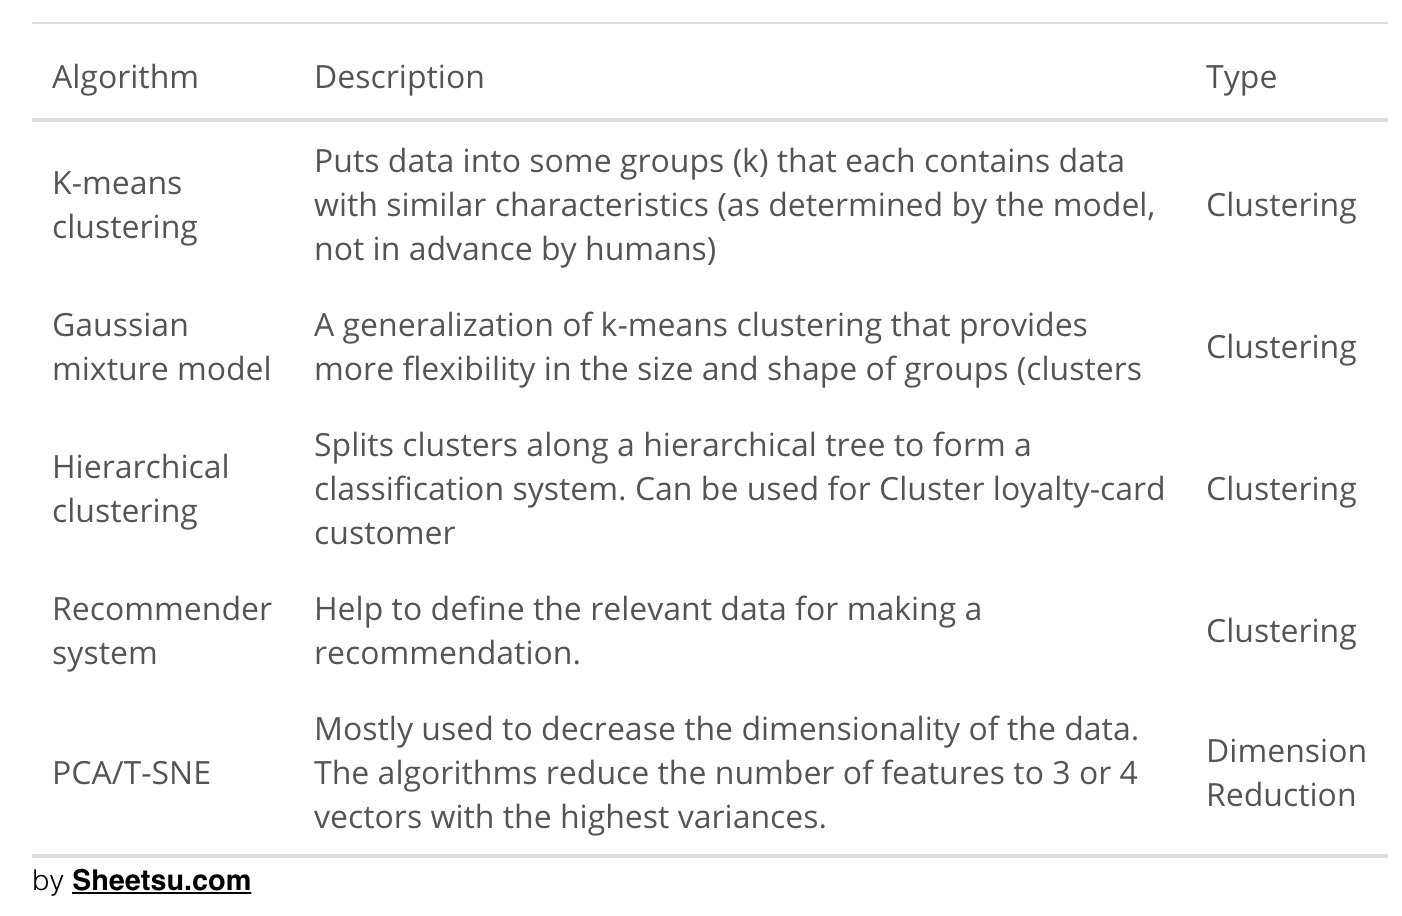 Algorithm Description Type
K-means
clustering
Puts data into some groups (k) that each contains data
with similar characteristics (as determined by the model,
not in advance by humans)
Clustering
Gaussian
mixture model
A generalization of k-means clustering that provides
more flexibility in the size and shape of groups (clusters
Clustering
Hierarchical
clustering
Splits clusters along a hierarchical tree to form a
classification system. Can be used for Cluster loyalty-card
customer
Clustering
Recommender
system
Help to define the relevant data for making a
recommendation.
Clustering
PCA/T-SNE
Mostly used to decrease the dimensionality of the data.
The algorithms reduce the number of features to 3 or 4
vectors with the highest variances.
Dimension
Reduction
by Sheetsu.com